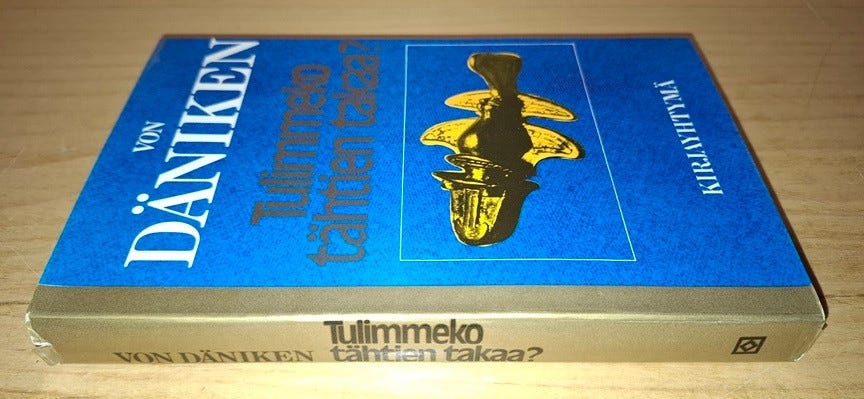 VON
DÄNIKEN
Tulimmeko
tähtien takaa?
KIRJAYHTYMÄ
VON DÄNIKEN
Tulimmeko
tähtien takaa?